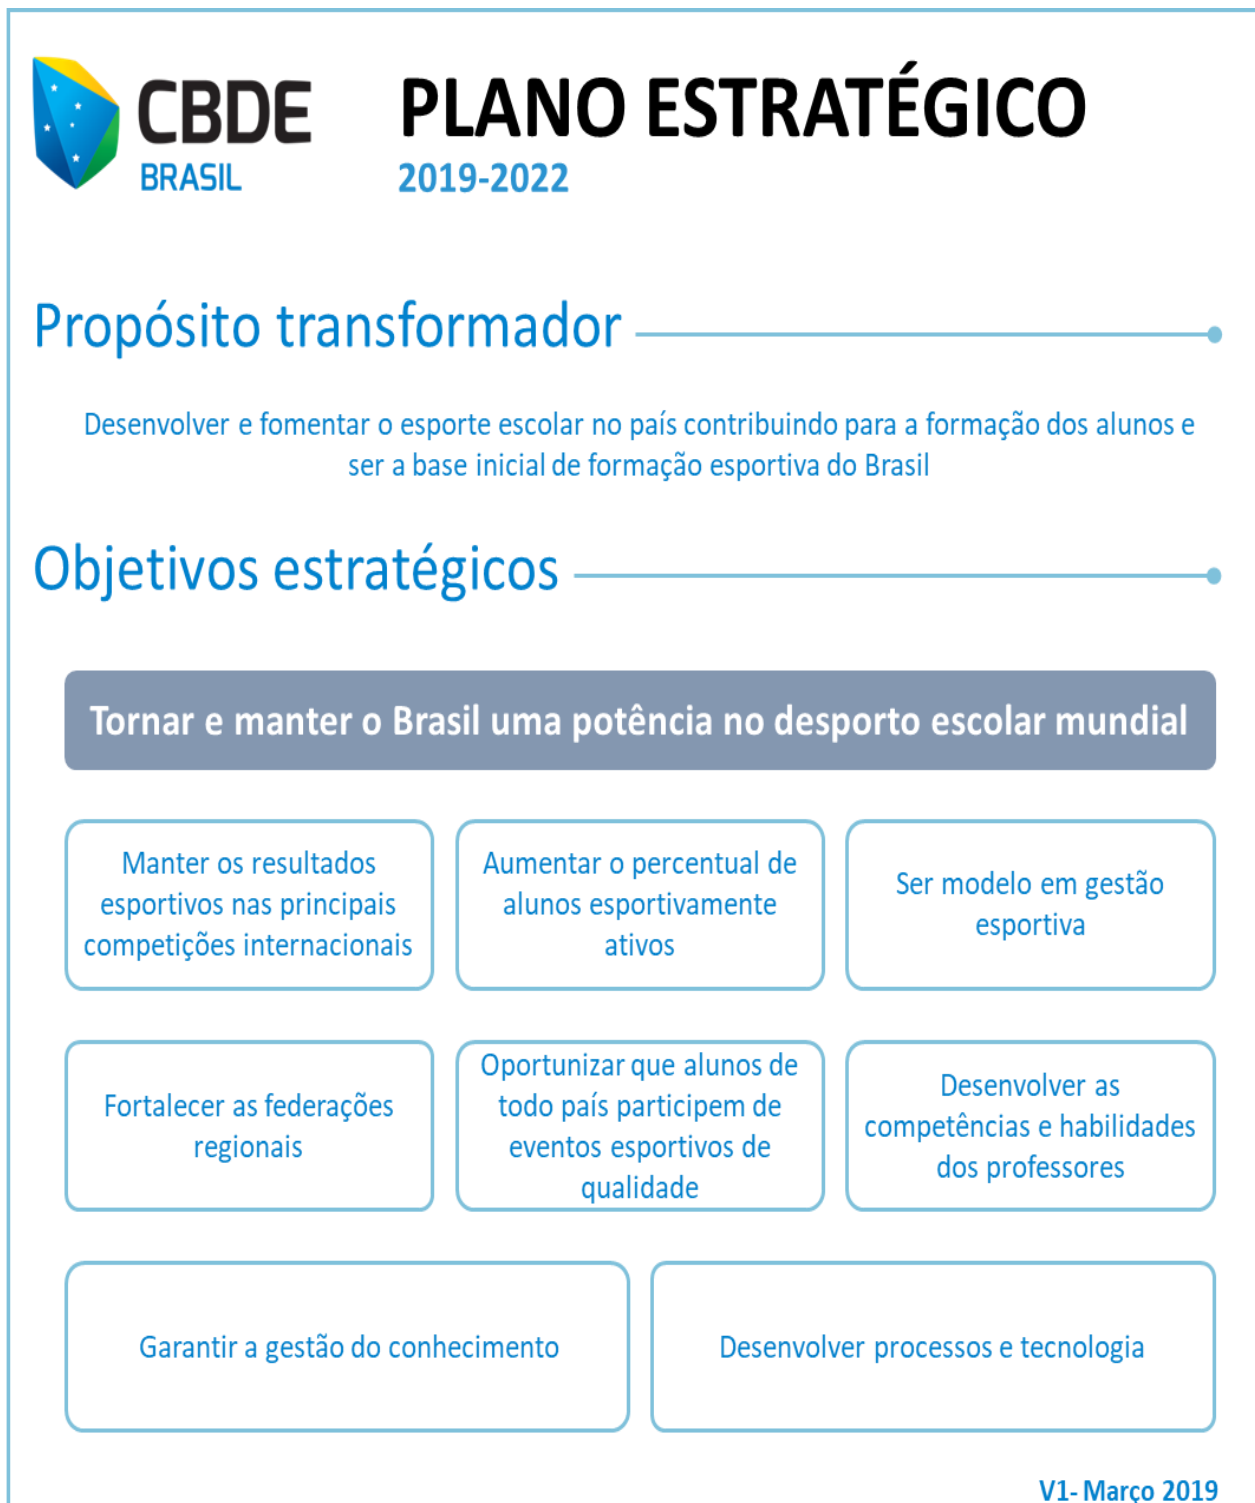 CBDE
BRASIL
PLANO ESTRATÉGICO
2019-2022
Propósito transformador
Desenvolver e fomentar o esporte escolar no país contribuindo para a formação dos alunos e
ser a base inicial de formação esportiva do Brasil
Objetivos estratégicos
Tornar e manter o Brasil uma potência no desporto escolar mundial
Manter os resultados
esportivos nas principais
competições internacionais
Aumentar o percentual de
alunos esportivamente
ativos
Ser modelo em gestão
esportiva
Fortalecer as federações
regionais
Oportunizar que alunos de
todo país participem de
eventos esportivos de
qualidade
Desenvolver as
competências e habilidades
dos professores
Garantir a gestão do conhecimento
Desenvolver processos e tecnologia
V1- Março 2019